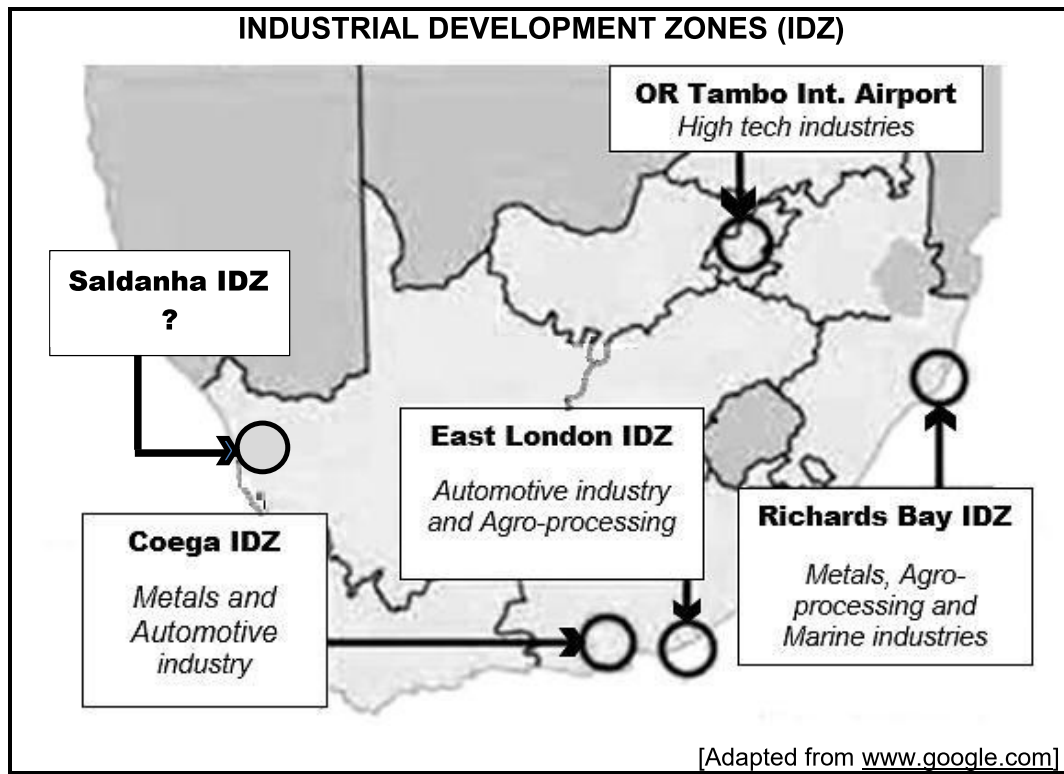 INDUSTRIAL DEVELOPMENT ZONES (IDZ)
OR Tambo Int. Airport
High tech industries
Saldanha IDZ
?
East London IDZ
Automotive industry
and Agro-processing
Coega IDZ
Metals and
Automotive
industry
Richards Bay IDZ
Metals, Agro-
processing and
Marine industries
[Adapted from www.google.com]